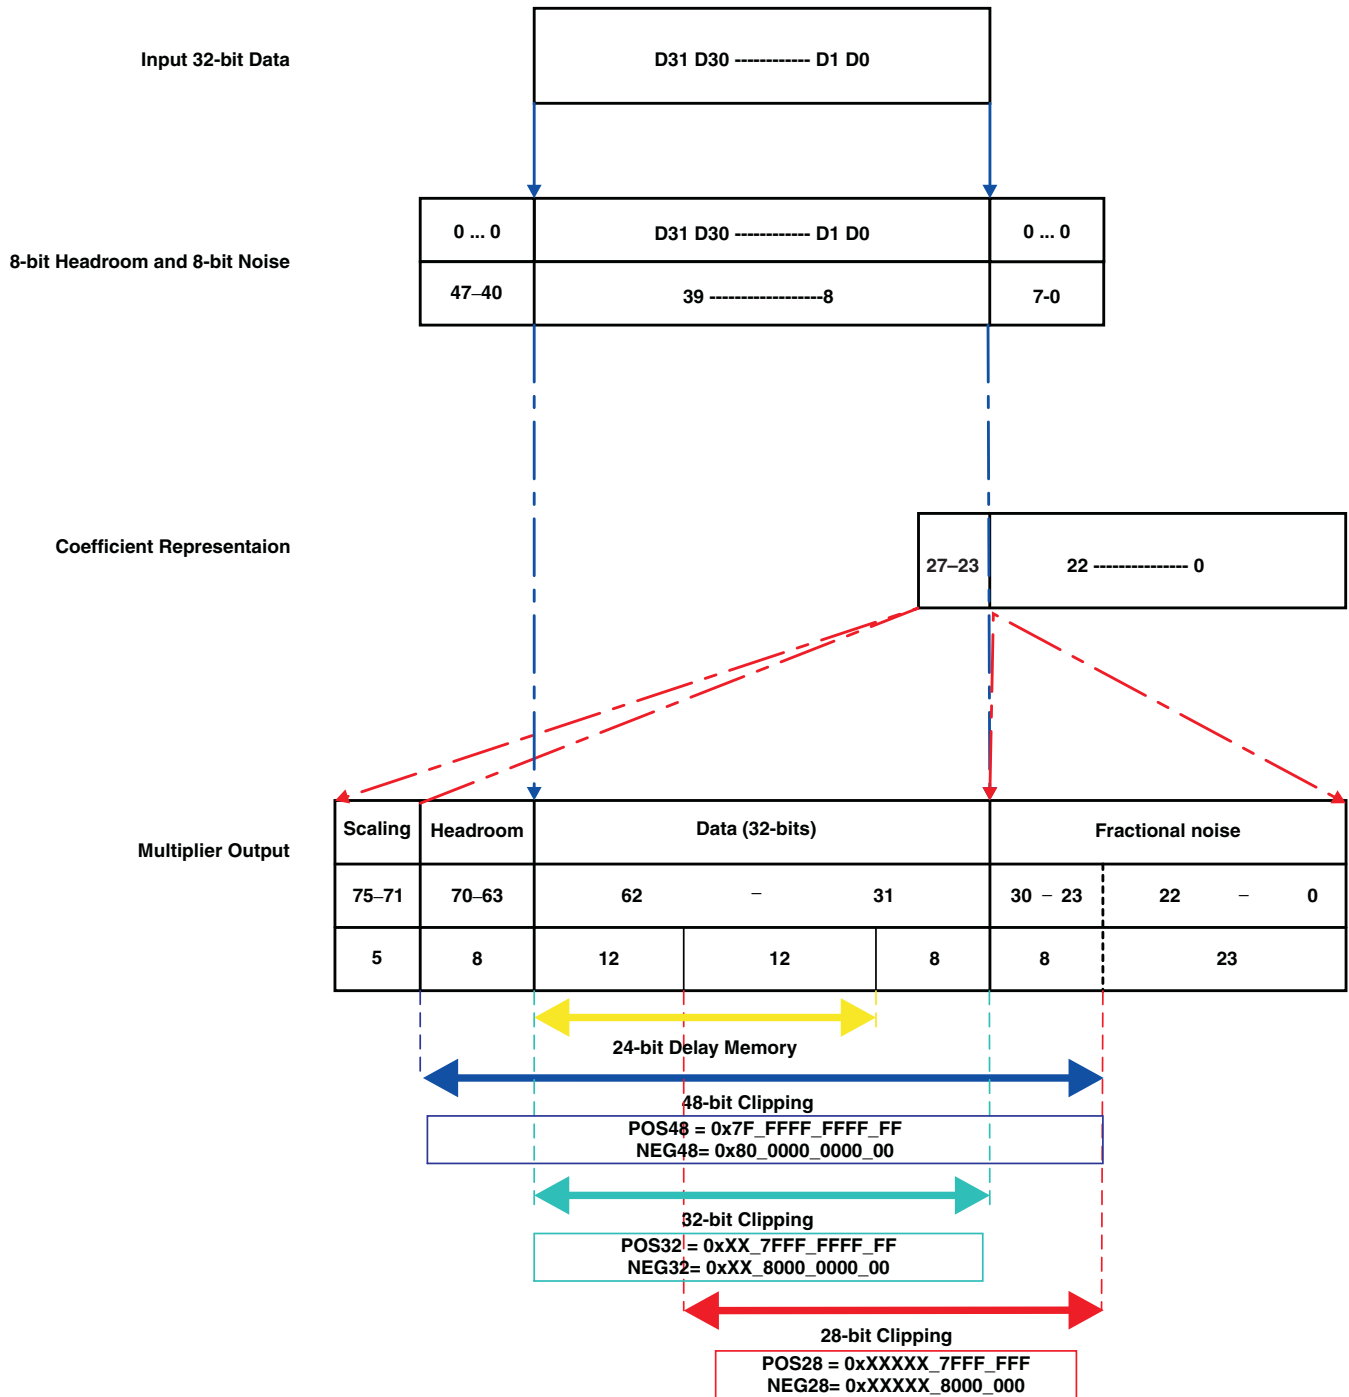 Input 32-bit Data
D31 D30 ------------ D1 D0
8-bit Headroom and 8-bit Noise
0 ... 0 D31 D30 ------------ D1 D0 0 ... 0
47–40 39 ------------------8 7-0
Coefficient Representaion
27–23 22 --------------- 0
Multiplier Output
Scaling Headroom Data (32-bits) Fractional noise
75–71 70–63 62 – 31 30 – 23 22 – 0
5 8 12 12 8 8 23
24-bit Delay Memory
48-bit Clipping
POS48 = 0x7F_FFFF_FFFF_FF
NEG48= 0x80_0000_0000_00
32-bit Clipping
POS32 = 0xXX_7FFF_FFFF_FF
NEG32= 0xXX_8000_0000_00
28-bit Clipping
POS28 = 0xXXXXX_7FFF_FFF
NEG28= 0xXXXXX_8000_000